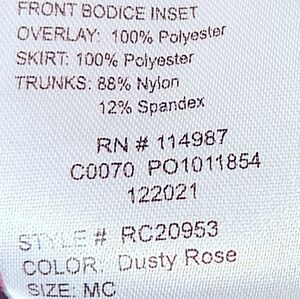 FRONT BODICE INSET
OVERLAY: 100% Polyester
SKIRT: 100% Polyester
TRUNKS: 88% Nylon
12% Spandex
RN # 114987
C0070 PO1011854
122021
STYLE # RC20953
COLOR: Dusty Rose
SIZE: MC